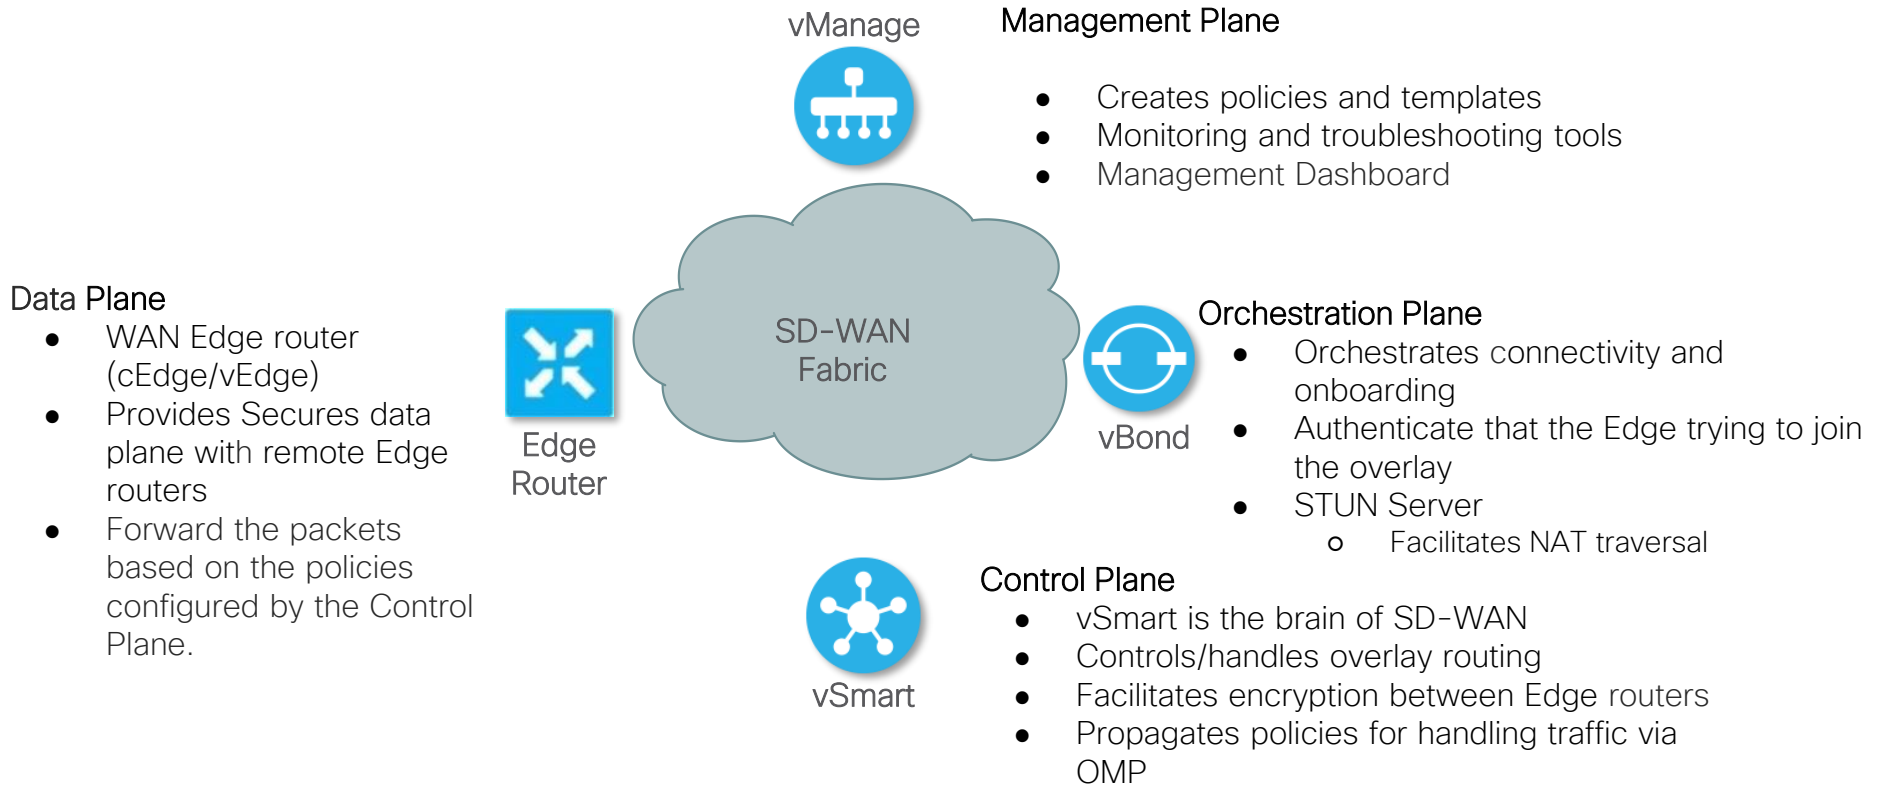 vManage
Management Plane
● Creates policies and templates
● Monitoring and troubleshooting tools
● Management Dashboard
Data Plane
● WAN Edge router
(cEdge/vEdge)
● Provides Secures data
plane with remote Edge
routers
● Forward the packets
based on the policies
configured by the Control
Plane.
Edge
Router
SD-WAN
Fabric
vBond
Orchestration Plane
● Orchestrates connectivity and
onboarding
● Authenticate that the Edge trying to join
the overlay
● STUN Server
○ Facilitates NAT traversal
vSmart
Control Plane
● vSmart is the brain of SD-WAN
● Controls/handles overlay routing
● Facilitates encryption between Edge routers
● Propagates policies for handling traffic via
OMP